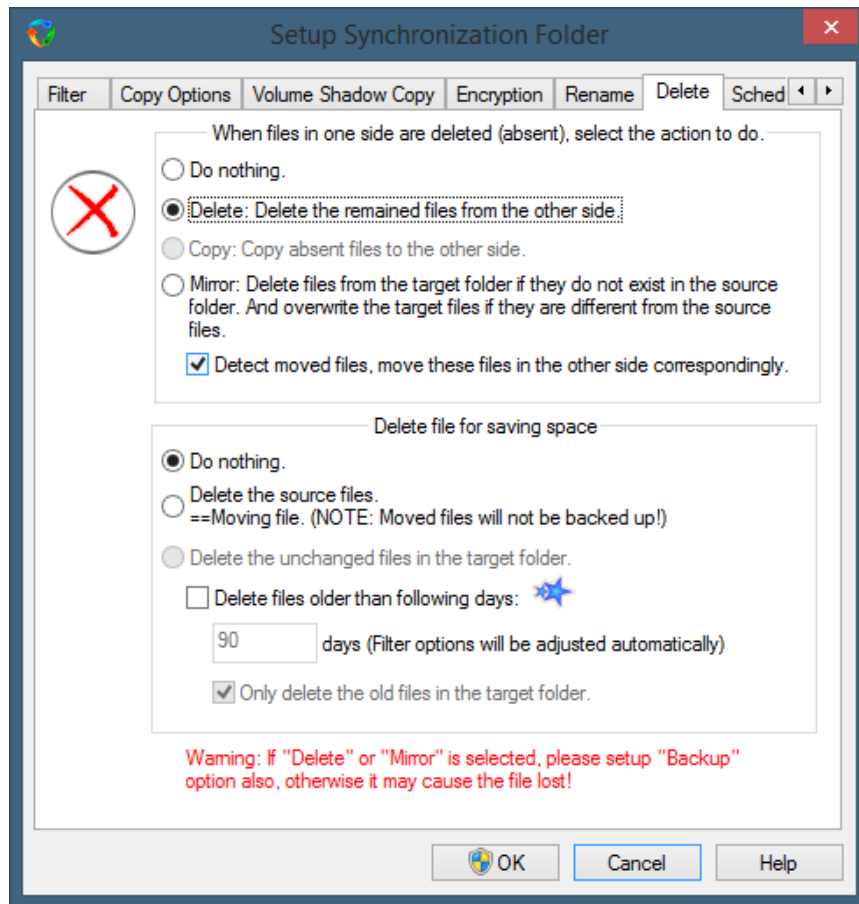 Setup Synchronization Folder
Filter
Copy Options
Volume Shadow Copy
Encryption
Rename
Delete
Sched
When files in one side are deleted (absent), select the action to do.
Do nothing.
Delete: Delete the remained files from the other side.
Copy: Copy absent files to the other side.
Mirror: Delete files from the target folder if they do not exist in the source
folder. And overwrite the target files if they are different from the source
files.
Detect moved files, move these files in the other side correspondingly.
Delete file for saving space
Do nothing.
Delete the source files.
==Moving file. (NOTE: Moved files will not be backed up!)
Delete the unchanged files in the target folder.
Delete files older than following days:
90
days (Filter options will be adjusted automatically)
Only delete the old files in the target folder.
Warning: If "Delete" or "Mirror" is selected, please setup "Backup"
option also, otherwise it may cause the file lost!
OK
Cancel
Help